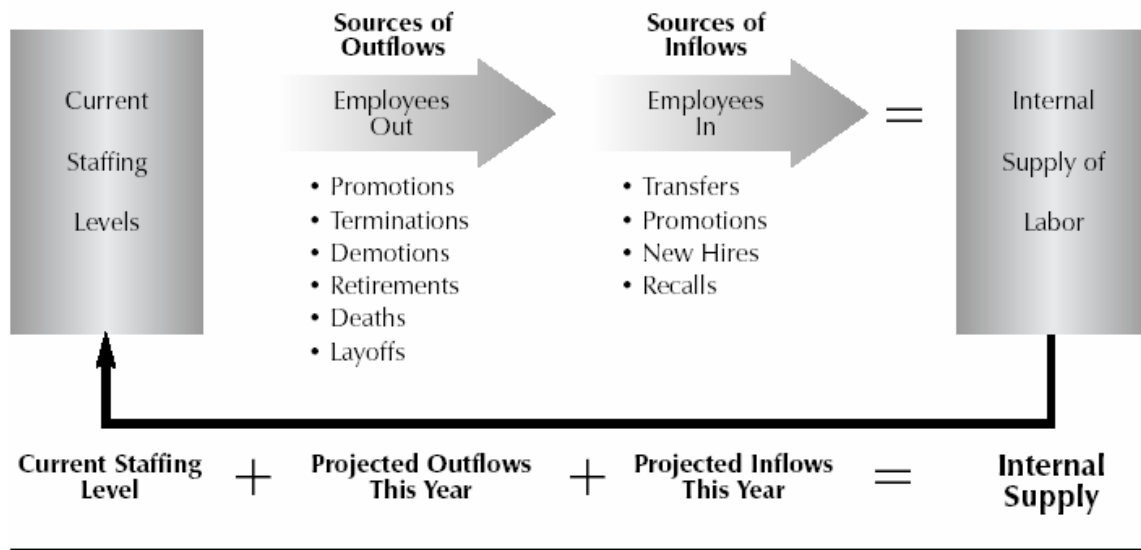 Sources of
Outflows
Sources of
Inflows
Current
Staffing
Levels
Employees
Out
Employees
In
=
Internal
Supply of
Labor
• Promotions
• Terminations
• Demotions
• Retirements
• Deaths
• Layoffs
• Transfers
• Promotions
• New Hires
• Recalls
Current Staffing
Level
+
Projected Outflows
This Year
+
Projected Inflows
This Year
=
Internal
Supply